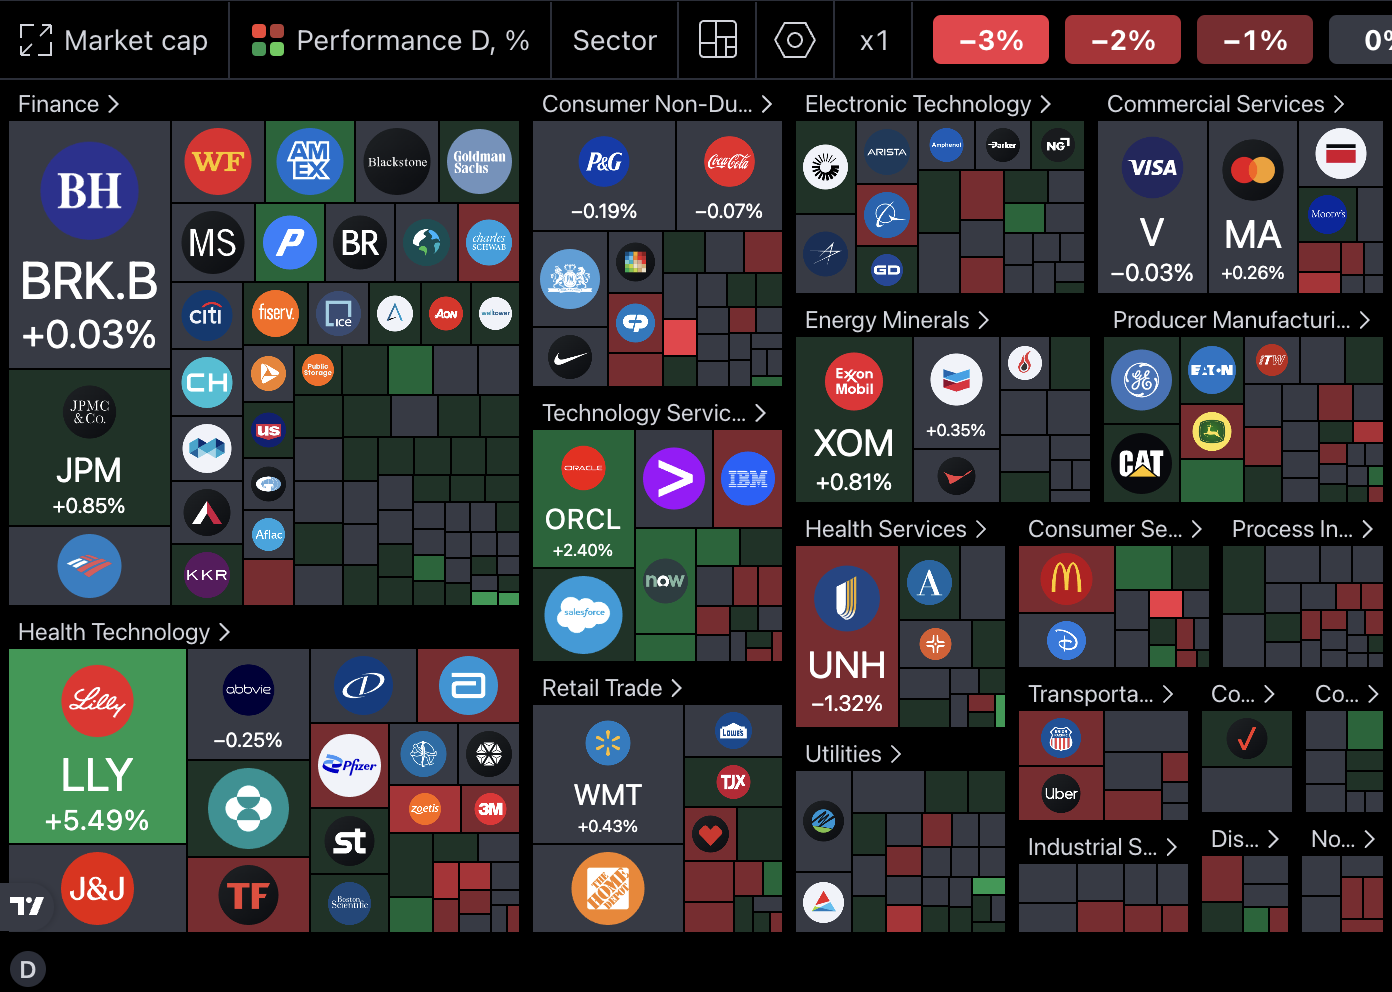 Market cap
Performance D, %
Sector
x1
−3%
−2%
−1%
Finance
BH
BRK.B
+0.03%
JPMC
& Co.
JPM
+0.85%
WF
AM
EX
Blackstone
Goldman
Sachs
MS
P
BR
charles
SCHWAB
citi
fiserv.
ICE
AON
welltower
CH
Public
Storage
us
Aflac
KKR
Health Technology
Lilly
LLY
+5.49%
J&J
abbvie
−0.25%
TF
D
Pfizer
zoetis
3M
st
Boston
Scientific
Consumer Non-Du...
P&G
−0.19%
Coca-Cola
−0.07%
CP
Technology Servic...
ORACLE
ORCL
+2.40%
salesforce
IBM
now
Retail Trade
WMT
+0.43%
THE
HOME
DEPOT
LOWE'S
TJX
Electronic Technology
ARISTA
Amphenol
Parker
NG
GD
Commercial Services
VISA
V
−0.03%
MA
+0.26%
Moody's
Energy Minerals
Exxon
Mobil
XOM
+0.81%
+0.35%
Producer Manufacturi...
GE
EATON
ITW
CAT
Health Services
UNH
−1.32%
A
Consumer Se...
Process In...
Utilities
Transporta...
UNION
PACIFIC
Uber
Co...
Co...
Industrial S...
Dis...
No...
D